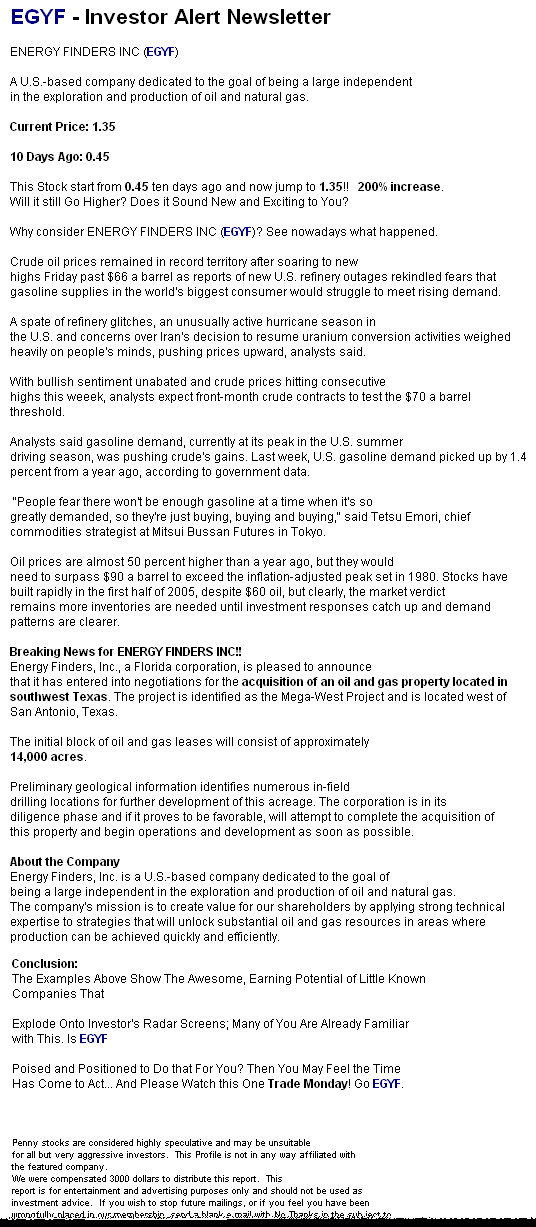 EGYF - Investor Alert Newsletter
ENERGY FINDERS INC (EGYF)
A U.S.-based company dedicated to the goal of being a large independent
in the exploration and production of oil and natural gas.
Current Price: 1.35
10 Days Ago: 0.45
This Stock start from 0.45 ten days ago and now jump to 1.35!! 200% increase.
Will it still Go Higher? Does it Sound New and Exciting to You?
Why consider ENERGY FINDERS INC (EGYF)? See nowadays what happened.
Crude oil prices remained in record territory after soaring to new
highs Friday past $66 a barrel as reports of new U.S. refinery outages rekindled fears that
gasoline supplies in the world's biggest consumer would struggle to meet rising demand.
A spate of refinery glitches, an unusually active hurricane season in
the U.S. and concerns over Iran's decision to resume uranium conversion activities weighed
heavily on people's minds, pushing prices upward, analysts said.
With bullish sentiment unabated and crude prices hitting consecutive
highs this weeek, analysts expect front-month crude contracts to test the $70 a barrel
threshold.
Analysts said gasoline demand, currently at its peak in the U.S. summer
driving season, was pushing crude's gains. Last week, U.S. gasoline demand picked up by 1.4
percent from a year ago, according to government data.
"People fear there won't be enough gasoline at a time when it's so
greatly demanded, so they're just buying, buying and buying," said Tetsu Emori, chief
commodities strategist at Mitsui Bussan Futures in Tokyo.
Oil prices are almost 50 percent higher than a year ago, but they would
need to surpass $90 a barrel to exceed the inflation-adjusted peak set in 1980. Stocks have
built rapidly in the first half of 2005, despite $60 oil, but clearly, the market verdict
remains more inventories are needed until investment responses catch up and demand
patterns are clearer.
Breaking News for ENERGY FINDERS INC!!
Energy Finders, Inc., a Florida corporation, is pleased to announce
that it has entered into negotiations for the acquisition of an oil and gas property located in
southwest Texas. The project is identified as the Mega-West Project and is located west of
San Antonio, Texas.
The initial block of oil and gas leases will consist of approximately
14,000 acres.
Preliminary geological information identifies numerous in-field
drilling locations for further development of this acreage. The corporation is in its
diligence phase and if it proves to be favorable, will attempt to complete the acquisition of
this property and begin operations and development as soon as possible.
About the Company
Energy Finders, Inc. is a U.S.-based company dedicated to the goal of
being a large independent in the exploration and production of oil and natural gas.
The company's mission is to create value for our shareholders by applying strong technical
expertise to strategies that will unlock substantial oil and gas resources in areas where
production can be achieved quickly and efficiently.
Conclusion:
The Examples Above Show The Awesome, Earning Potential of Little Known
Companies That
Explode Onto Investor's Radar Screens; Many of You Are Already Familiar
with This. Is EGYF
Poised and Positioned to Do that For You? Then You May Feel the Time
Has Come to Act... And Please Watch this One Trade Monday! Go EGYF.
Penny stocks are considered highly speculative and may be unsuitable
for all but very aggressive investors. This Profile is not in any way affiliated with
the featured company.
We were compensated 3000 dollars to distribute this report. This
report is for entertainment and advertising purposes only and should not be used as
investment advice. If you wish to stop future mailings, or if you feel you have been
wrongfully placed in our membership, send a blank e mail with No Thanks in the subject to